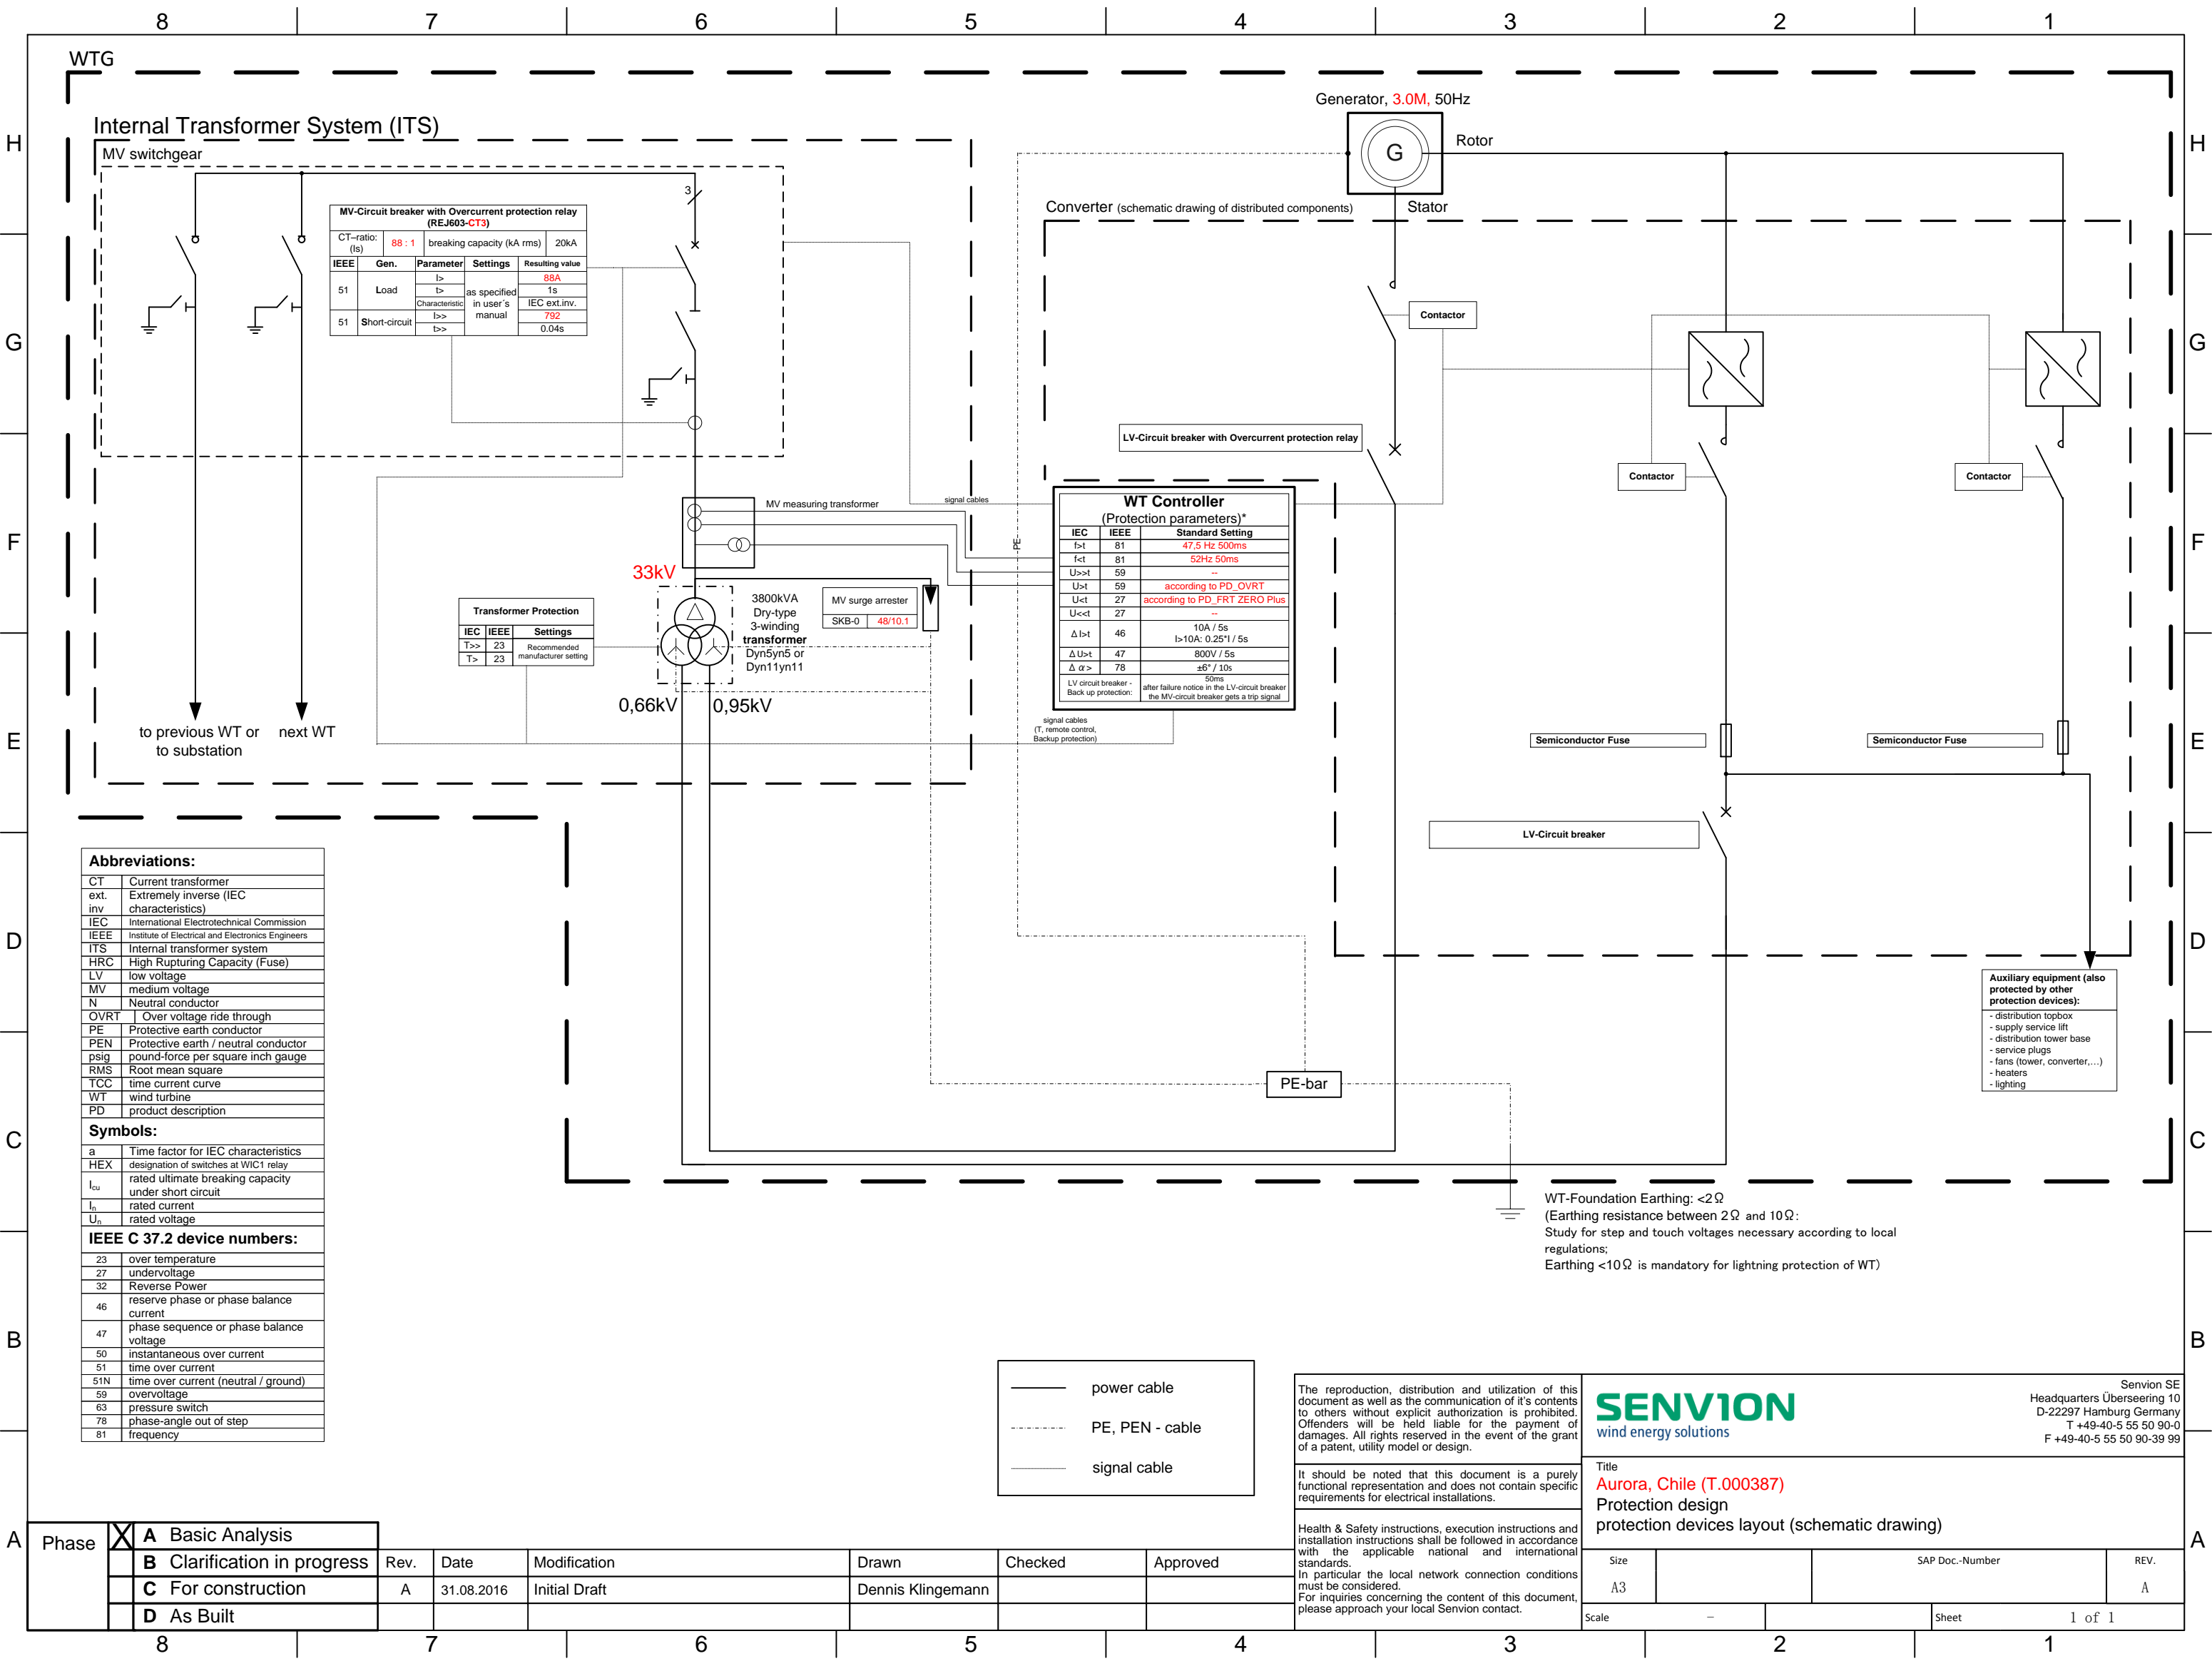 8 7 6 5 4 3 2 1
H H
G G
F F
E E
D D
C C
B B
A A
WTG
Internal Transformer System (ITS)
MV switchgear
3
MV-Circuit breaker with Overcurrent protection relay
(REJ603-CT3)
CT–ratio: (Is) 88 : 1 breaking capacity (kA rms) 20kA
IEEE Gen. Parameter Settings Resulting value
51 Load I> as specified in user´s manual 88A
t> 1s
Characteristic IEC ext.inv.
51 Short-circuit I>> 792
t>> 0.04s
to previous WT or
to substation
next WT
MV measuring transformer
signal cables
33kV
Transformer Protection
IEC IEEE Settings
T>> 23 Recommended
manufacturer setting
T> 23
3800kVA
Dry-type
3-winding
transformer
Dyn5yn5 or
Dyn11yn11
MV surge arrester
SKB-0 48/10.1
0,66kV 0,95kV
PE
Generator, 3.0M, 50Hz
G
Rotor
Stator
Converter (schematic drawing of distributed components)
Contactor
LV-Circuit breaker with Overcurrent protection relay
Contactor
Contactor
WT Controller
(Protection parameters)*
IEC IEEE Standard Setting
f>t 81 47,5 Hz 500ms
f<t 81 52Hz 50ms
U>>t 59 --
U>t 59 according to PD_OVRT
U<t 27 according to PD_FRT ZERO Plus
U<<t 27 --
Δ I>t 46 10A / 5s
I>10A: 0.25*I / 5s
Δ U>t 47 800V / 5s
Δ α > 78 ±6° / 10s
LV circuit breaker -
Back up protection:
50ms
after failure notice in the LV-circuit breaker
the MV-circuit breaker gets a trip signal
signal cables
(T, remote control,
Backup protection)
Semiconductor Fuse
Semiconductor Fuse
LV-Circuit breaker
Auxiliary equipment (also
protected by other
protection devices):
- distribution topbox
- supply service lift
- distribution tower base
- service plugs
- fans (tower, converter,…)
- heaters
- lighting
PE-bar
WT-Foundation Earthing: <2Ω
(Earthing resistance between 2Ω and 10Ω:
Study for step and touch voltages necessary according to local
regulations;
Earthing <10Ω is mandatory for lightning protection of WT)
Abbreviations:
CT Current transformer
ext. Extremely inverse (IEC
inv characteristics)
IEC International Electrotechnical Commission
IEEE Institute of Electrical and Electronics Engineers
ITS Internal transformer system
HRC High Rupturing Capacity (Fuse)
LV low voltage
MV medium voltage
N Neutral conductor
OVRT Over voltage ride through
PE Protective earth conductor
PEN Protective earth / neutral conductor
psig pound-force per square inch gauge
RMS Root mean square
TCC time current curve
WT wind turbine
PD product description
Symbols:
a Time factor for IEC characteristics
HEX designation of switches at WIC1 relay
Icu rated ultimate breaking capacity
under short circuit
In rated current
Un rated voltage
IEEE C 37.2 device numbers:
23 over temperature
27 undervoltage
32 Reverse Power
46 reserve phase or phase balance
current
47 phase sequence or phase balance
voltage
50 instantaneous over current
51 time over current
51N time over current (neutral / ground)
59 overvoltage
63 pressure switch
78 phase-angle out of step
81 frequency
power cable
PE, PEN - cable
signal cable
The reproduction, distribution and utilization of this
document as well as the communication of it's contents
to others without explicit authorization is prohibited.
Offenders will be held liable for the payment of
damages. All rights reserved in the event of the grant
of a patent, utility model or design.
It should be noted that this document is a purely
functional representation and does not contain specific
requirements for electrical installations.
Health & Safety instructions, execution instructions and
installation instructions shall be followed in accordance
with the applicable national and international
standards.
In particular the local network connection conditions
must be considered.
For inquiries concerning the content of this document,
please approach your local Senvion contact.
SENVION
wind energy solutions
Senvion SE
Headquarters Überseering 10
D-22297 Hamburg Germany
T +49-40-5 55 50 90-0
F +49-40-5 55 50 90-39 99
Title
Aurora, Chile (T.000387)
Protection design
protection devices layout (schematic drawing)
Size SAP Doc.-Number REV.
A3 A
Scale – Sheet 1 of 1
Phase X A Basic Analysis
B Clarification in progress
C For construction
D As Built
Rev. Date Modification Drawn Checked Approved
A 31.08.2016 Initial Draft Dennis Klingemann
8 7 6 5 4 3 2 1